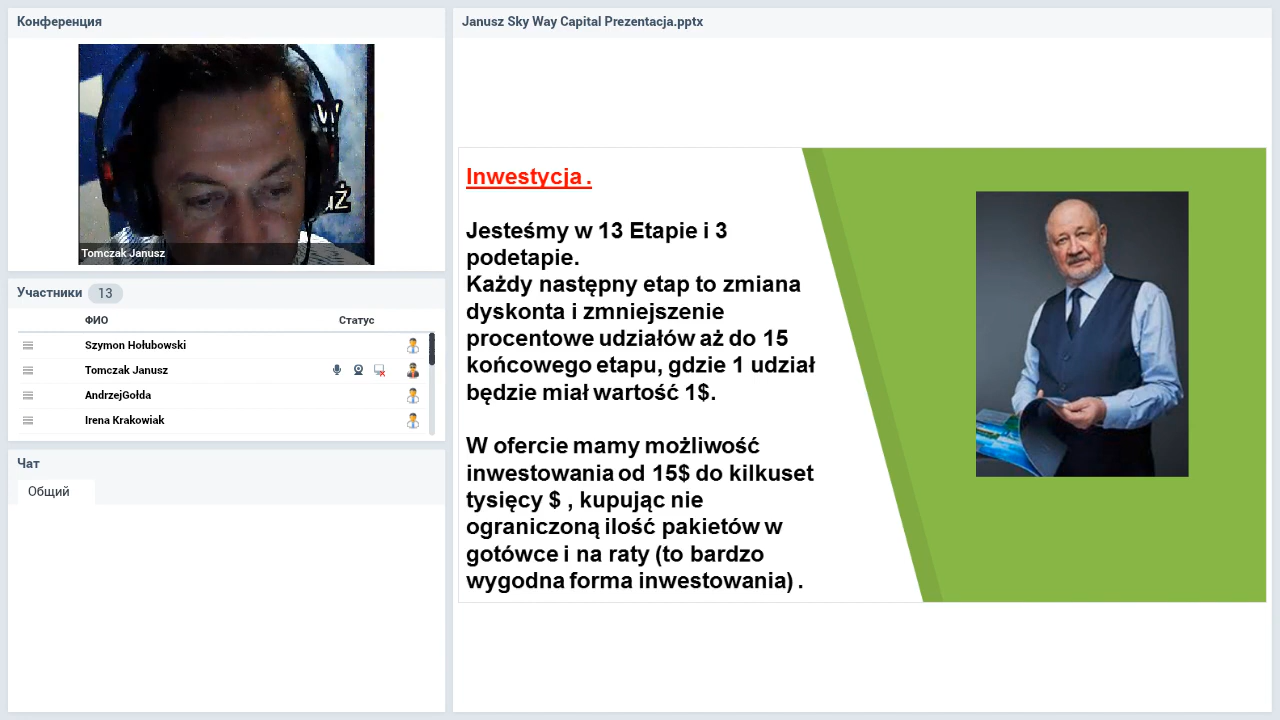 Конференция
Tomczak Janusz
Участники 13
ФИО Статус
Szymon Hołubowski
Tomczak Janusz
AndrzejGołda
Irena Krakowiak
Чат
Общий
Janusz Sky Way Capital Prezentacja.pptx
Inwestycja .
Jesteśmy w 13 Etapie i 3
podetapie.
Każdy następny etap to zmiana
dyskonta i zmniejszenie
procentowe udziałów aż do 15
końcowego etapu, gdzie 1 udział
będzie miał wartość 1$.
W ofercie mamy możliwość
inwestowania od 15$ do kilkuset
tysięcy $ , kupując nie
ograniczoną ilość pakietów w
gotówce i na raty (to bardzo
wygodna forma inwestowania) .